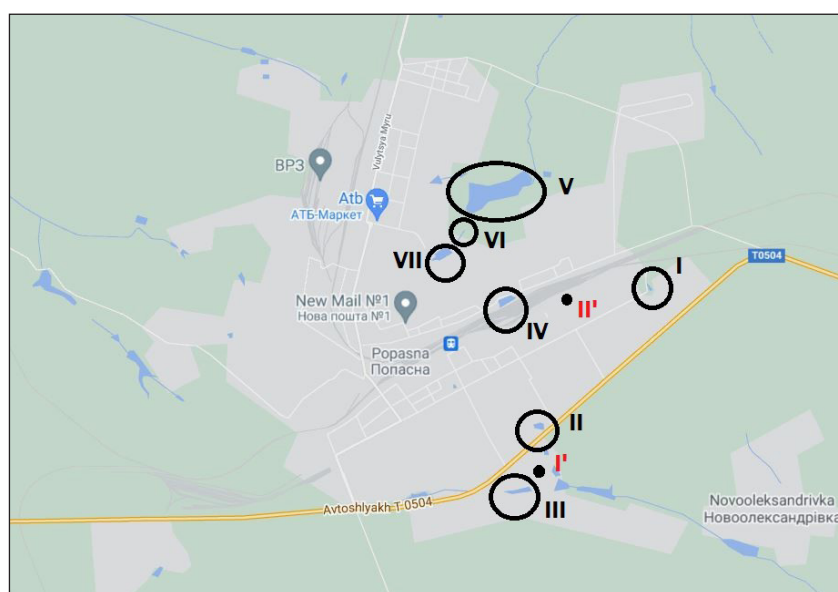 Vulytsya Myru
ВРЗ
Atb
АТБ-Маркет
V
VI
VII
I
T0504
New Mail №1
Нова пошта №1
II'
IV
Popasna
Попасна
II
I'
Avtoshlyakh T 0504
III
Novooleksandrivka
Новоолександрівка